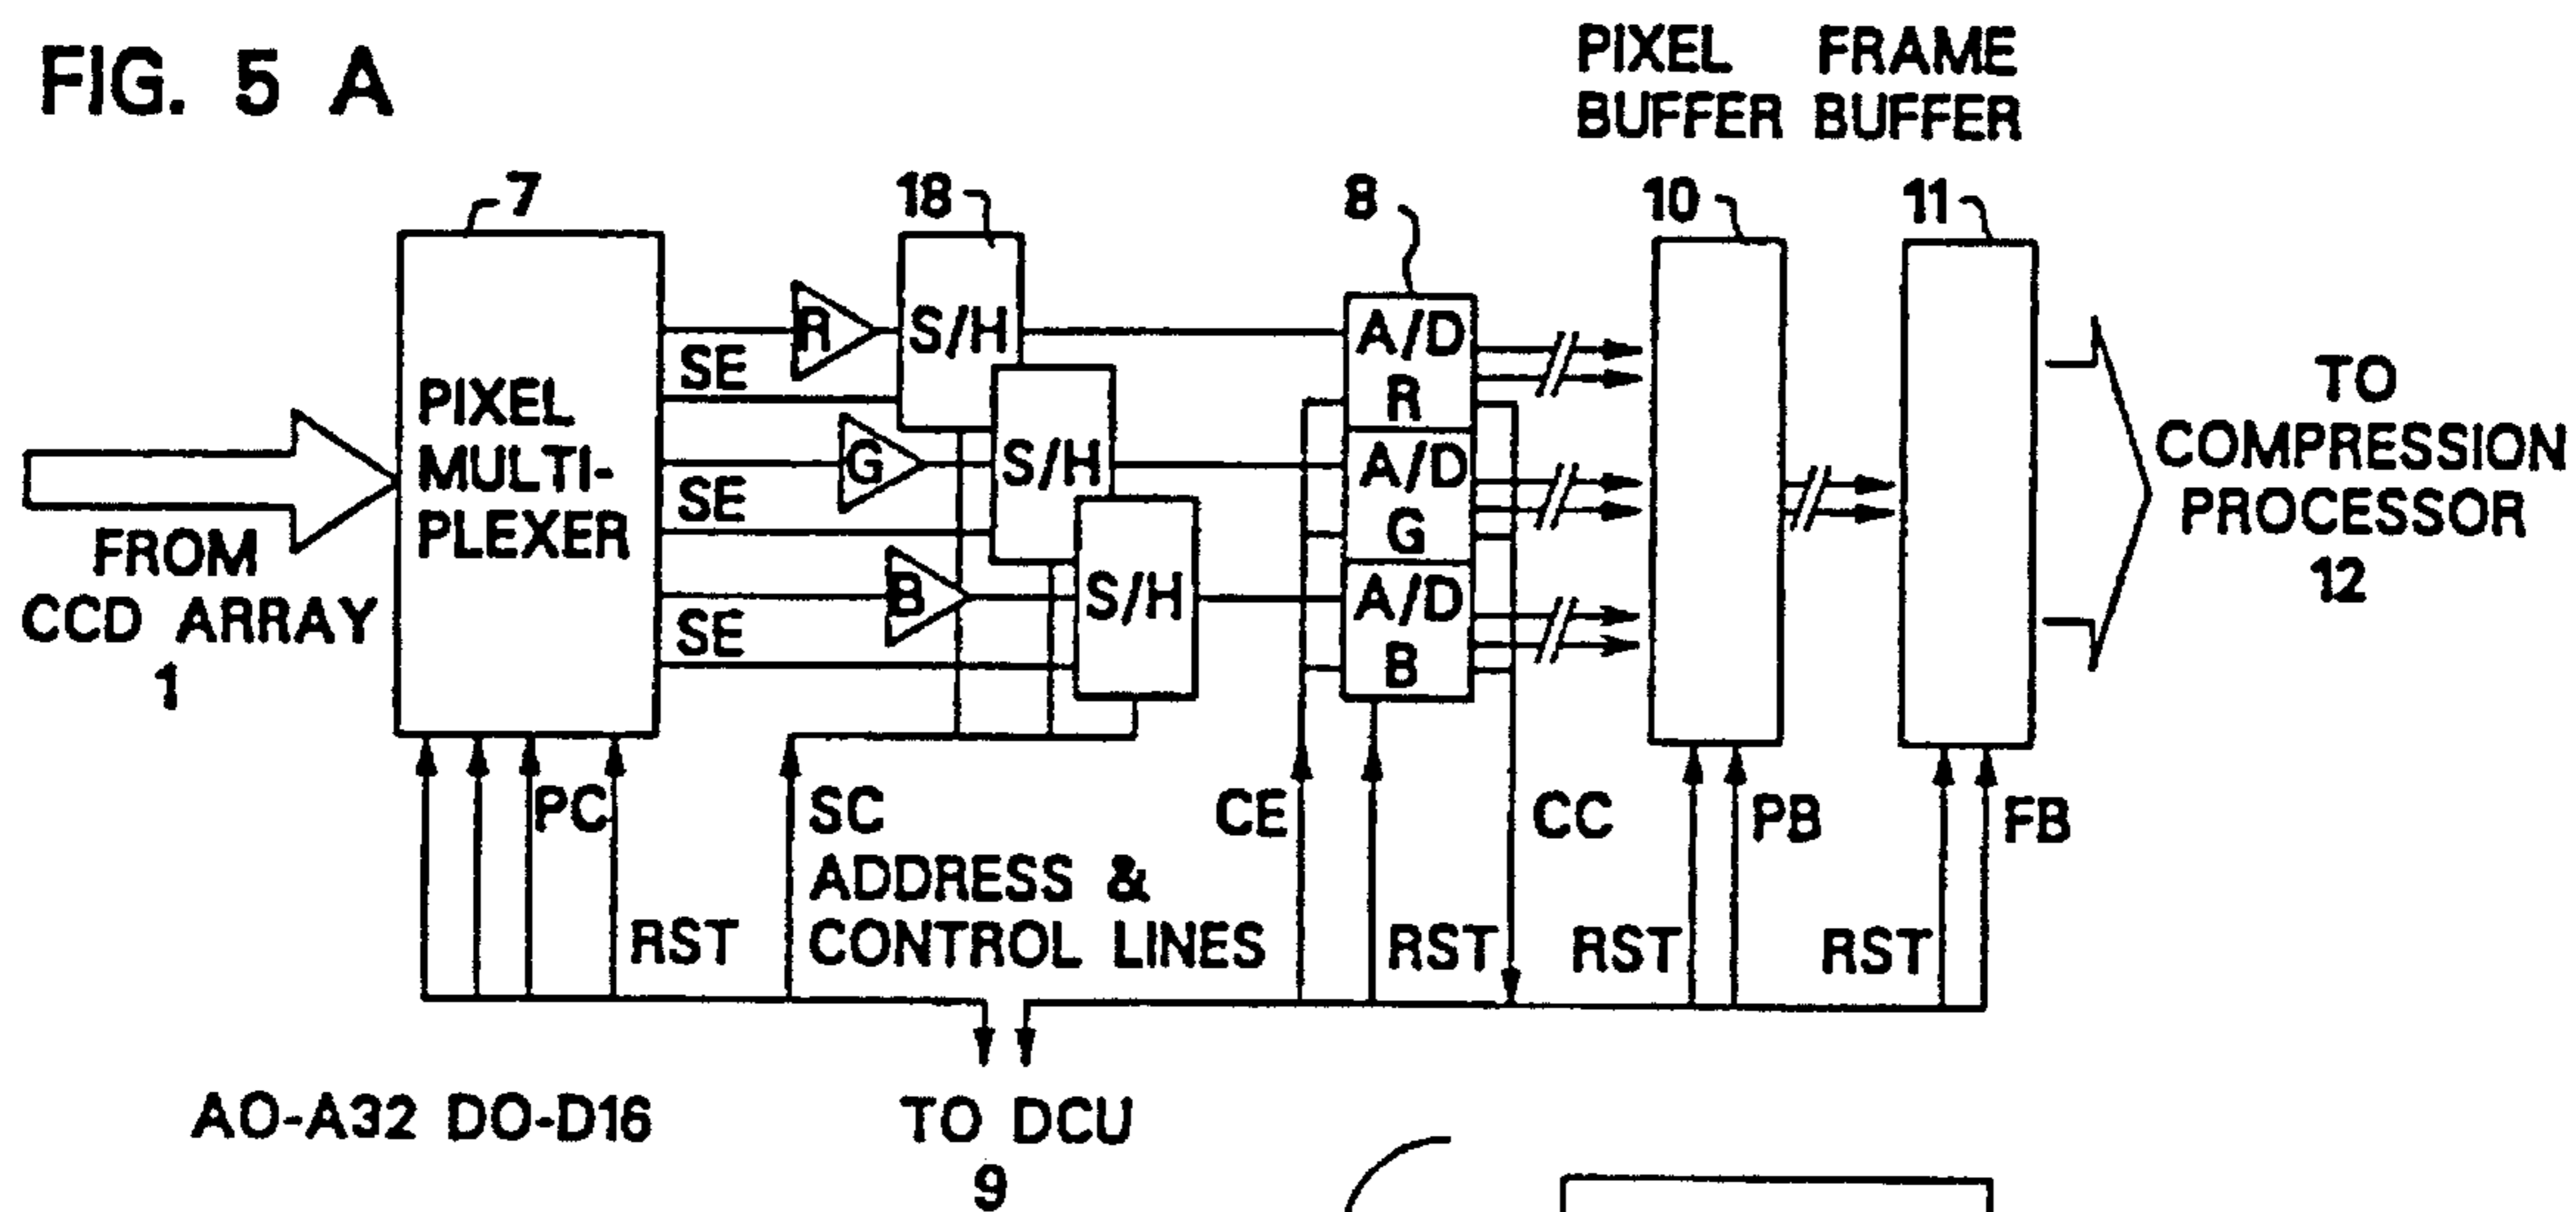 FIG. 5 A
PIXEL FRAME
BUFFER BUFFER
7
18
8
10
11
R
S/H
A/D
R
SE
PIXEL
MULTI-
PLEXER
G
S/H
A/D
G
SE
B
S/H
A/D
B
SE
FROM
CCD ARRAY
1
TO
COMPRESSION
PROCESSOR
12
PC
SC
CE
CC
PB
FB
ADDRESS &
CONTROL LINES
RST
RST
RST
RST
AO-A32 DO-D16
TO DCU
9